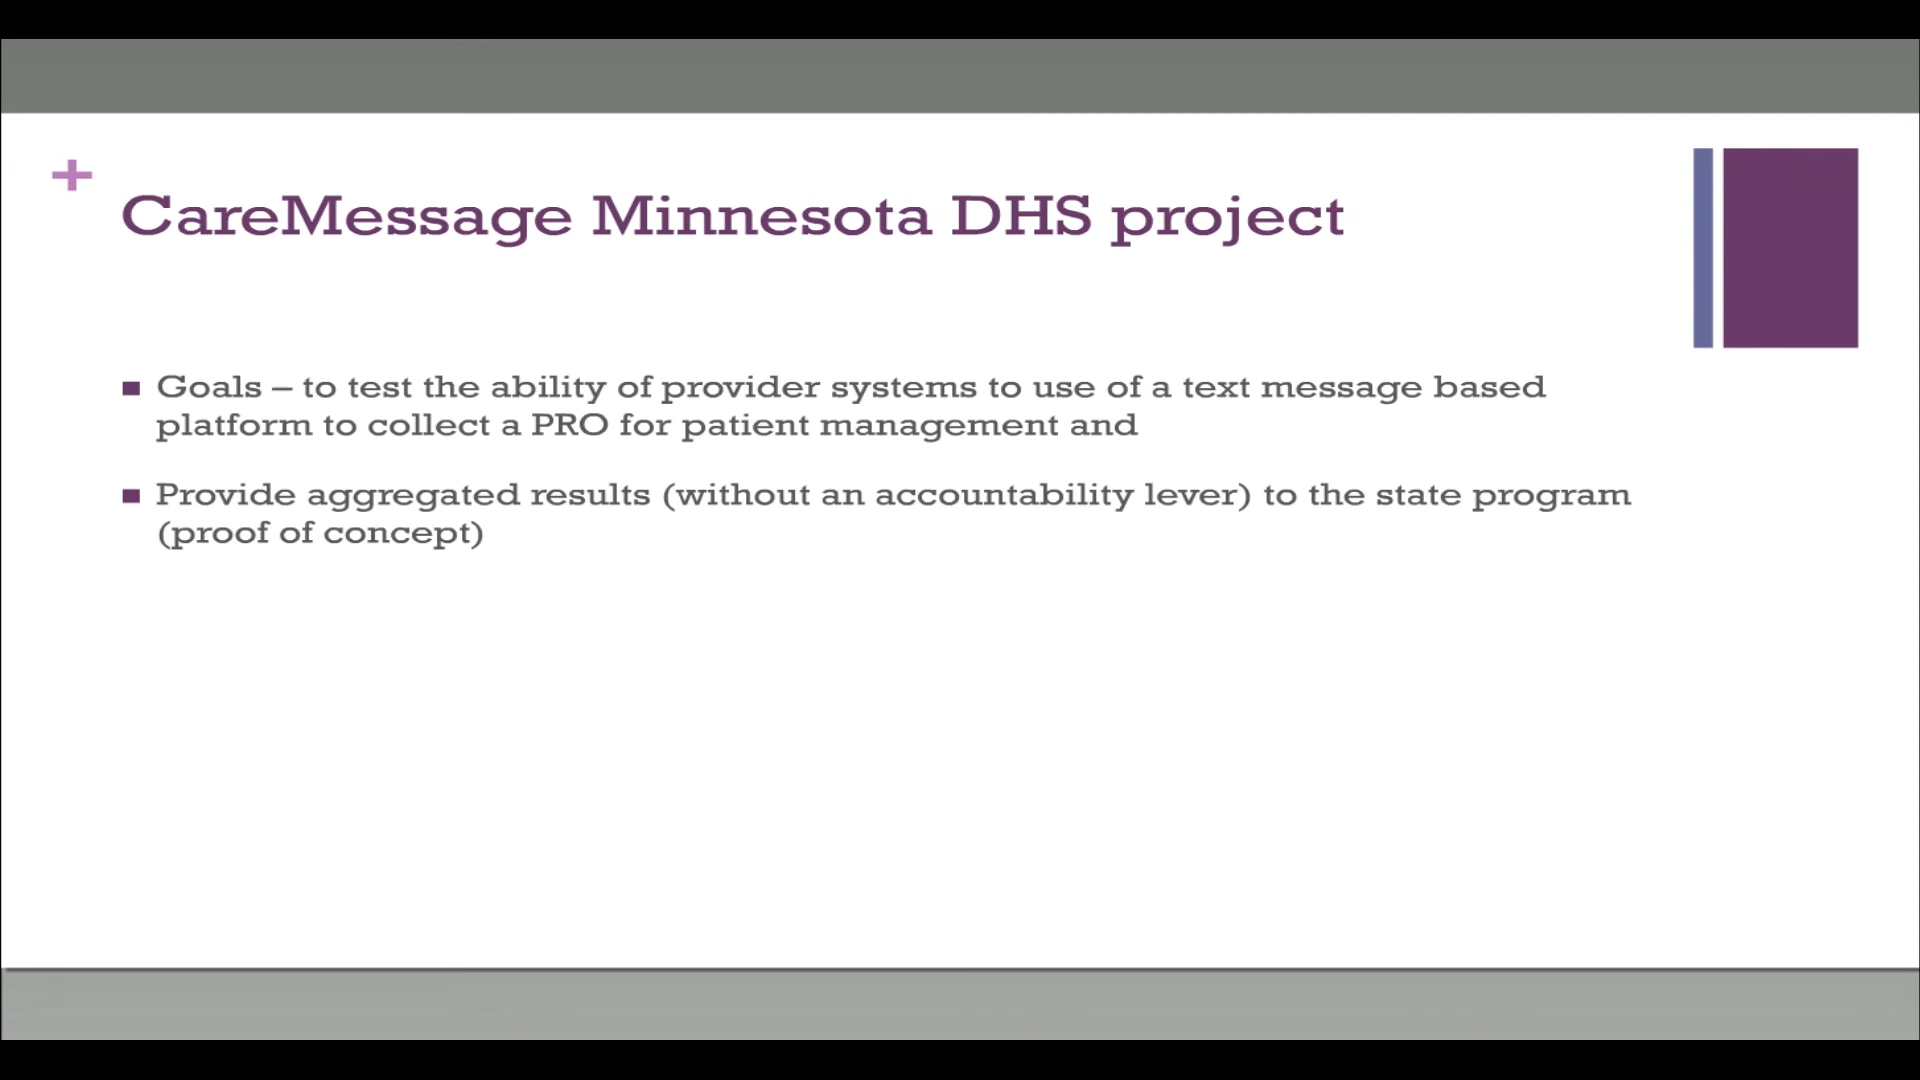 +
CareMessage Minnesota DHS project
Goals – to test the ability of provider systems to use of a text message based
platform to collect a PRO for patient management and
Provide aggregated results (without an accountability lever) to the state program
(proof of concept)